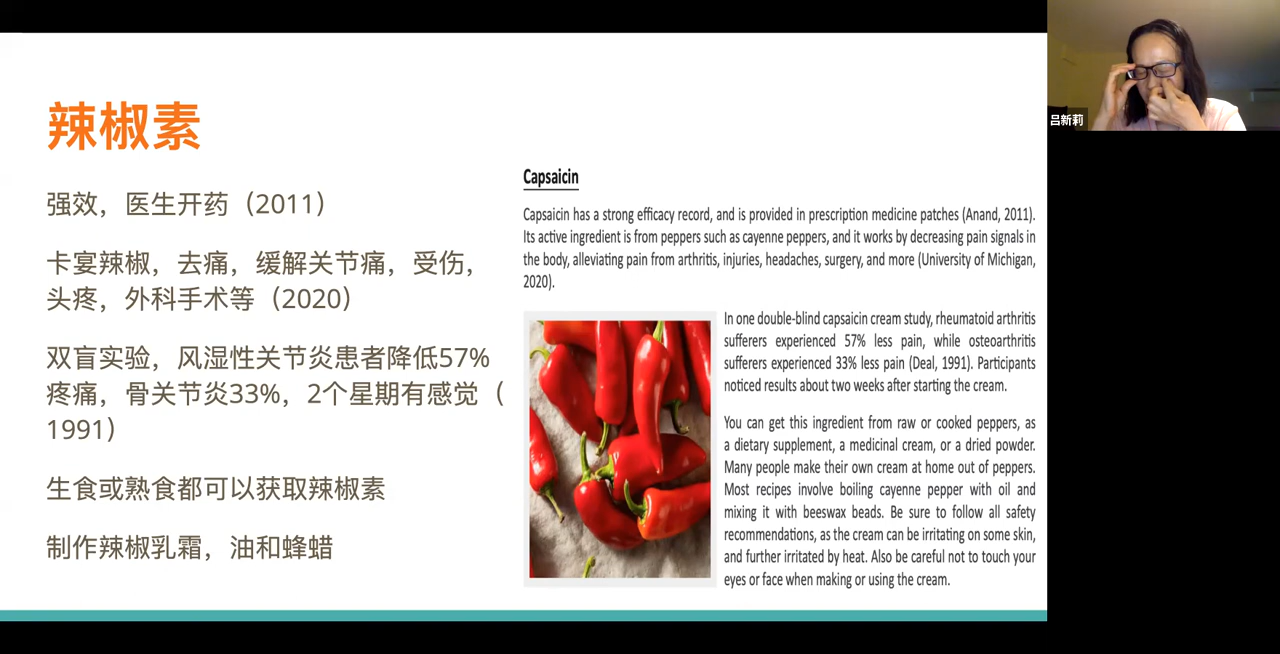 辣椒素
强效，医生开药（2011）
卡宴辣椒，去痛，缓解关节痛，受伤，
头疼，外科手术等（2020）
双盲实验，风湿性关节炎患者降低57%
疼痛，骨关节炎33%，2个星期有感觉（
1991）
生食或熟食都可以获取辣椒素
制作辣椒乳霜，油和蜂蜡
Capsaicin
Capsaicin has a strong efficacy record, and is provided in prescription medicine patches (Anand, 2011).
Its active ingredient is from peppers such as cayenne peppers, and it works by decreasing pain signals in
the body, alleviating pain from arthritis, injuries, headaches, surgery, and more (University of Michigan,
2020).
In one double-blind capsaicin cream study, rheumatoid arthritis
sufferers experienced 57% less pain, while osteoarthritis
sufferers experienced 33% less pain (Deal, 1991). Participants
noticed results about two weeks after starting the cream.
You can get this ingredient from raw or cooked peppers, as
a dietary supplement, a medicinal cream, or a dried powder.
Many people make their own cream at home out of peppers.
Most recipes involve boiling cayenne pepper with oil and
mixing it with beeswax beads. Be sure to follow all safety
recommendations, as the cream can be irritating on some skin,
and further irritated by heat. Also be careful not to touch your
eyes or face when making or using the cream.
吕新莉